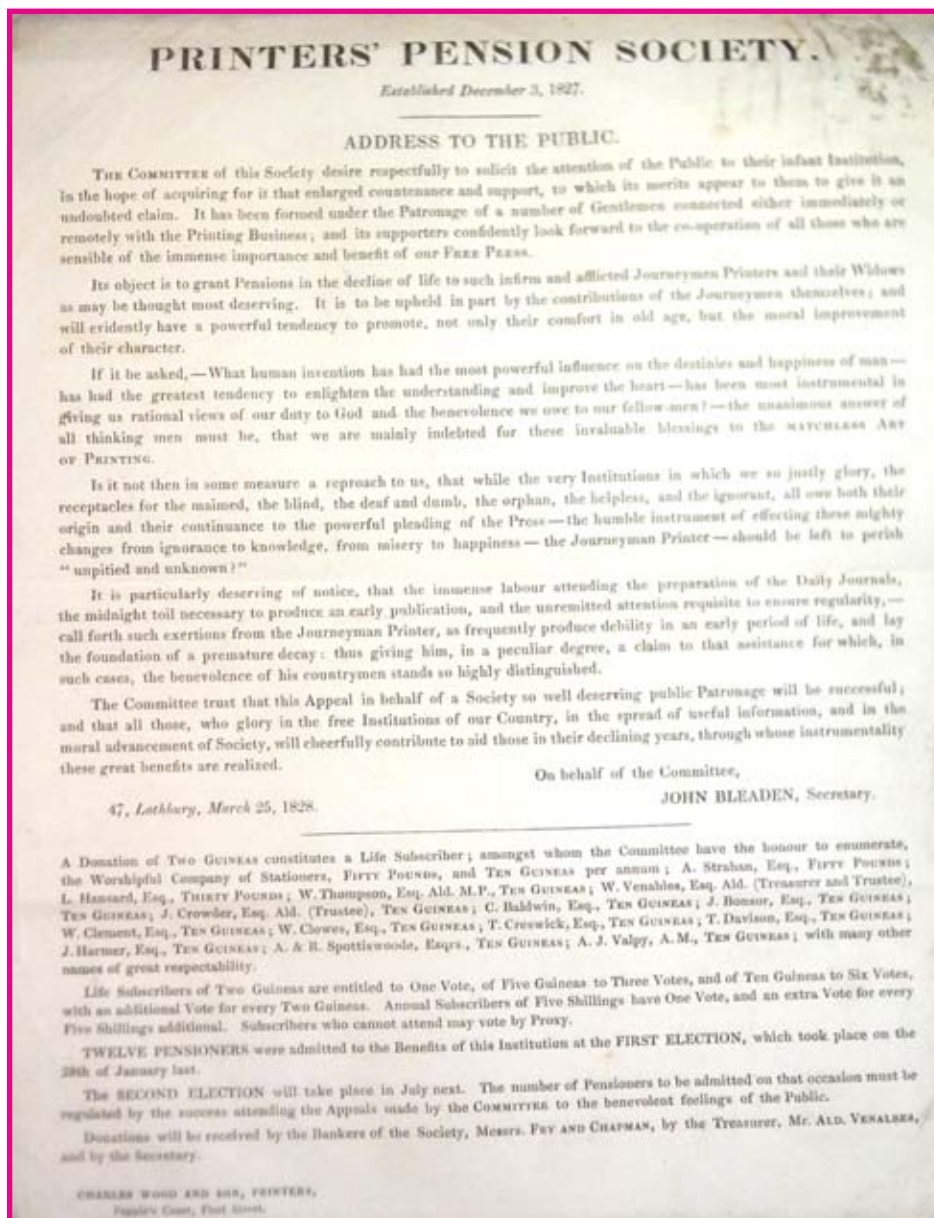 PRINTERS' PENSION SOCIETY.
Established December 3, 1827.
ADDRESS TO THE PUBLIC.
THE COMMITTEE of this Society desire respectfully to solicit the attention of the Public to their infant Institution,
in the hope of acquiring for it that enlarged countenance and support, to which its merits appear to them to give it an
undoubted claim. It has been formed under the Patronage of a number of Gentlemen connected either immediately or
remotely with the Printing Business; and its supporters confidently look forward to the co-operation of all those who are
sensible of the immense importance and benefit of our FREE PRESS.
Its object is to grant Pensions in the decline of life to such infirm and afflicted Journeymen Printers and their Widows
as may be thought most deserving. It is to be upheld in part by the contributions of the Journeymen themselves; and
will evidently have a powerful tendency to promote, not only their comfort in old age, but the moral improvement
of their character.
If it be asked,—What human invention has had the most powerful influence on the destinies and happiness of man—
has had the greatest tendency to enlighten the understanding and improve the heart—has been most instrumental in
giving us rational views of our duty to God and the benevolence we owe to our fellow-men?—the unanimous answer of
all thinking men must be, that we are mainly indebted for these invaluable blessings to the MATCHLESS ART
OF PRINTING.
Is it not then in some measure a reproach to us, that while the very Institutions in which we so justly glory, the
receptacles for the maimed, the blind, the deaf and dumb, the orphan, the helpless, and the ignorant, all owe both their
origin and their continuance to the powerful pleading of the Press—the humble instrument of effecting these mighty
changes from ignorance to knowledge, from misery to happiness—the Journeyman Printer—should be left to perish
"unpitied and unknown?"
It is particularly deserving of notice, that the immense labour attending the preparation of the Daily Journals,
the midnight toil necessary to produce an early publication, and the unremitted attention requisite to ensure regularity,—
call forth such exertions from the Journeyman Printer, as frequently produce debility in an early period of life, and lay
the foundation of a premature decay: thus giving him, in a peculiar degree, a claim to that assistance for which, in
such cases, the benevolence of his countrymen stands so highly distinguished.
The Committee trust that this Appeal in behalf of a Society so well deserving public Patronage will be successful;
and that all those, who glory in the free Institutions of our Country, in the spread of useful information, and in the
moral advancement of Society, will cheerfully contribute to aid those in their declining years, through whose instrumentality
these great benefits are realized.
On behalf of the Committee,
47, Lothbury, March 25, 1828.
JOHN BLEADEN, Secretary.
A Donation of TWO GUINEAS constitutes a Life Subscriber; amongst whom the Committee have the honour to enumerate,
the Worshipful Company of Stationers, FIFTY POUNDS, and TEN GUINEAS per annum; A. Strahan, Esq., FIFTY POUNDS;
L. Hansard, Esq., THIRTY POUNDS; W. Thompson, Esq. Ald. M.P., TEN GUINEAS; W. Venables, Esq. Ald. (Treasurer and Trustee),
TEN GUINEAS; J. Crowder, Esq. Ald. (Trustee), TEN GUINEAS; C. Baldwin, Esq., TEN GUINEAS; J. Bonsor, Esq., TEN GUINEAS;
W. Clement, Esq., TEN GUINEAS; W. Clowes, Esq., TEN GUINEAS; T. Creswick, Esq., TEN GUINEAS; T. Davison, Esq., TEN GUINEAS;
J. Harmer, Esq., TEN GUINEAS; A. & R. Spottiswoode, Esqrs., TEN GUINEAS; A. J. Valpy, A.M., TEN GUINEAS; with many other
names of great respectability.
Life Subscribers of Two Guineas are entitled to One Vote, of Five Guineas to Three Votes, and of Ten Guineas to Six Votes,
with an additional Vote for every Two Guineas. Annual Subscribers of Five Shillings have One Vote, and an extra Vote for every
Five Shillings additional. Subscribers who cannot attend may vote by Proxy.
TWELVE PENSIONERS were admitted to the Benefits of this Institution at the FIRST ELECTION, which took place on the
of January last.
The SECOND ELECTION will take place in July next. The number of Pensioners to be admitted on that occasion must be
regulated by the success attending the Appeals made by the COMMITTEE to the benevolent feelings of the Public.
Donations will be received by the Bankers of the Society, Messrs. FRY AND CHAPMAN, by the Treasurer, Mr. ALD. VENABLES,
and by the Secretary.
CHARLES WOOD AND SON, PRINTERS,
Poppin's Court, Fleet Street.